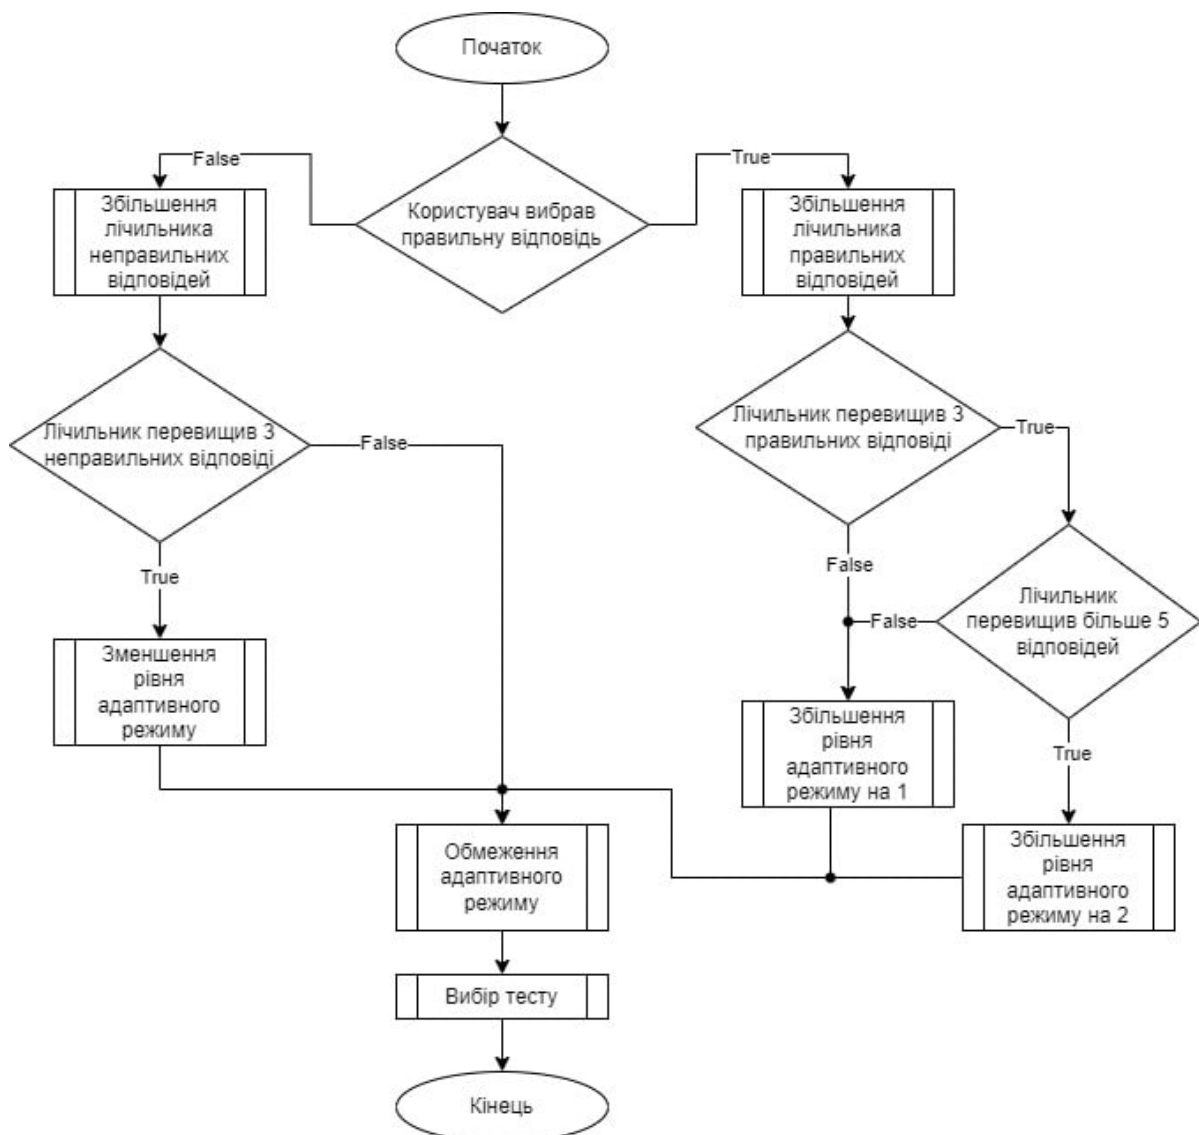 Початок
False
True
Користувач вибрав
правильну відповідь
Збільшення
лічильника
неправильних
відповідей
Збільшення
лічильника
правильних
відповідей
Лічильник перевищив 3
неправильних відповіді
False
True
Лічильник перевищив 3
правильних відповіді
True
False
Лічильник
перевищив більше 5
відповідей
False
True
Зменшення
рівня
адаптивного
режиму
Збільшення
рівня
адаптивного
режиму на 1
Збільшення
рівня
адаптивного
режиму на 2
Обмеження
адаптивного
режиму
Вибір тесту
Кінець